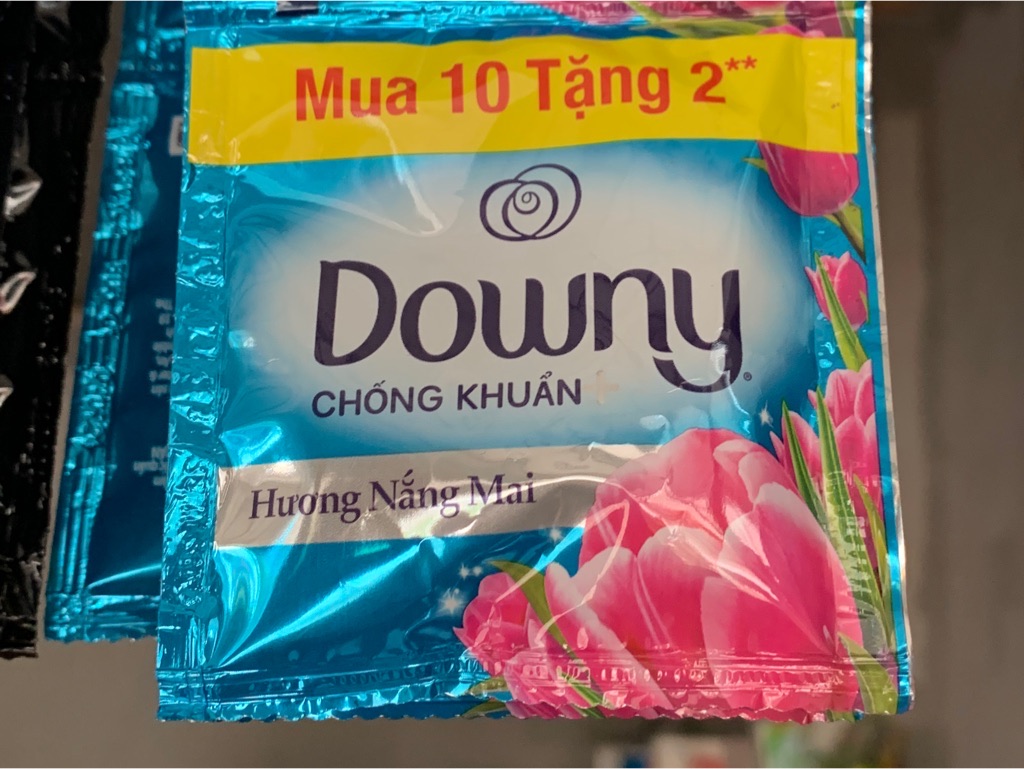 Mua 10 Tặng 2**
Downy®
CHỐNG KHUẨN+
Hương Nắng Mai